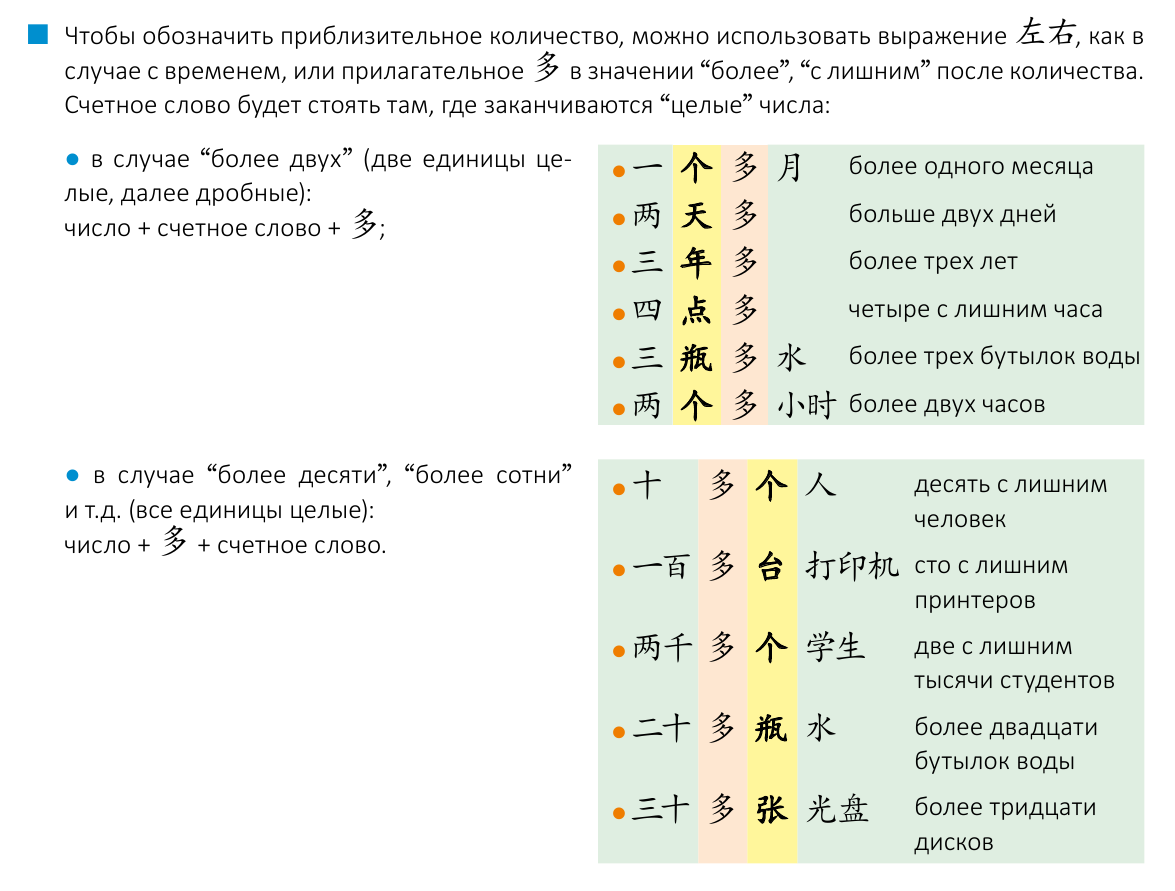 Чтобы обозначить приблизительное количество, можно использовать выражение 左右, как в
случае с временем, или прилагательное 多 в значении “более”, “с лишним” после количества.
Счетное слово будет стоять там, где заканчиваются “целые” числа:
● в случае “более двух” (две единицы це-
лые, далее дробные):
число + счетное слово + 多;
● 一 个 多 月 более одного месяца
● 两 天 多 больше двух дней
● 三 年 多 более трех лет
● 四 点 多 четыре с лишним часа
● 三 瓶 多 水 более трех бутылок воды
● 两 个 多 小时 более двух часов
● в случае “более десяти”, “более сотни”
и т.д. (все единицы целые):
число + 多 + счетное слово.
● 十 多 个 人 десять с лишним
человек
● 一百 多 台 打印机 сто с лишним
принтеров
● 两千 多 个 学生 две с лишним
тысячи студентов
● 二十 多 瓶 水 более двадцати
бутылок воды
● 三十 多 张 光盘 более тридцати
дисков